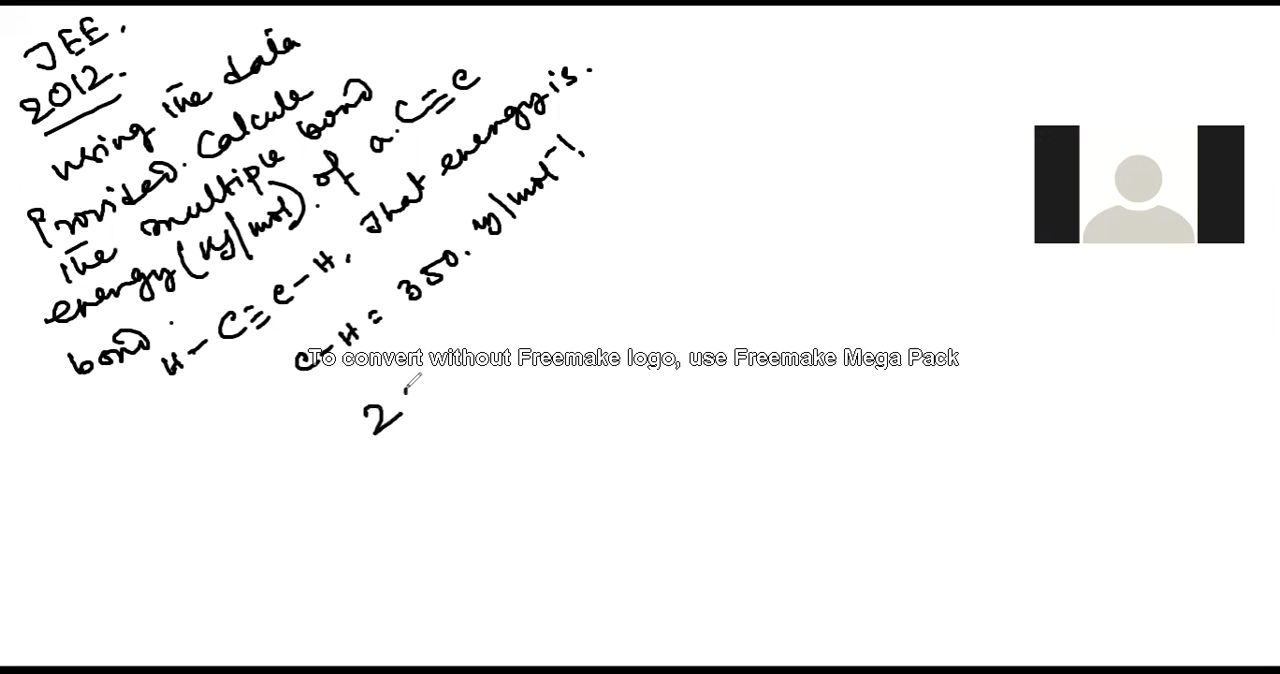 JEE.
2012.
using the data
Provided. Calcule
the multiple bond
energy (kJ/mol). of a. C≡C
bond. H-C≡C-H, That energy is.
C-H = 350. kJ/mol⁻¹.
2
To convert without Freemake logo, use Freemake Mega Pack